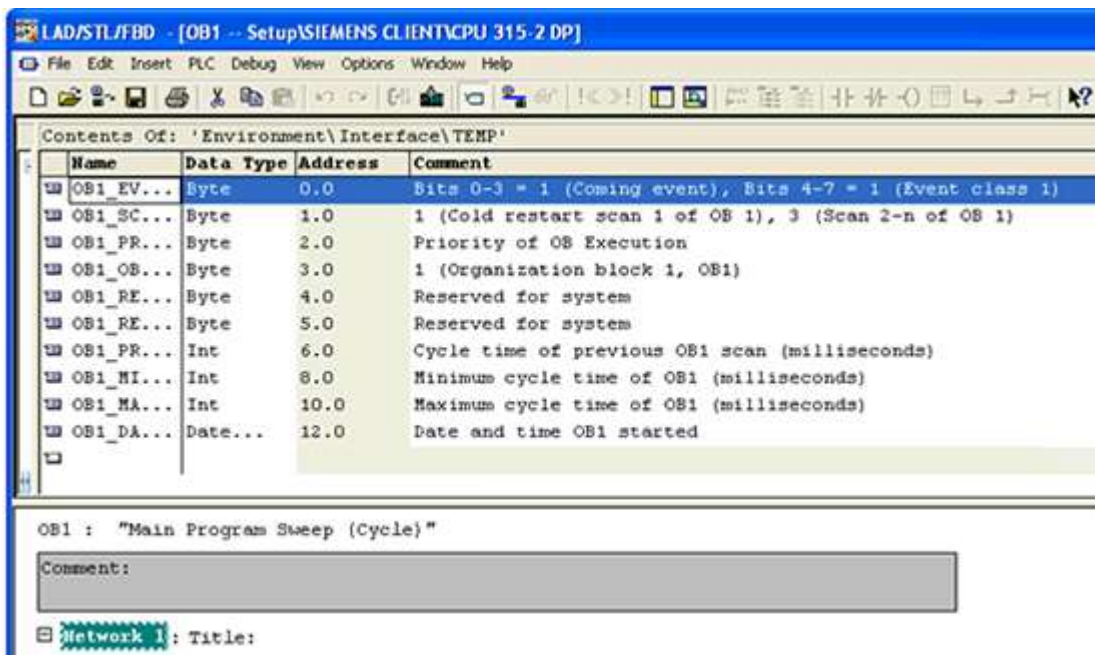 LAD/STL/FBD - [OB1 -- Setup\SIEMENS CLIENT\CPU 315-2 DP]
File Edit Insert PLC Debug View Options Window Help
Contents Of: 'Environment\Interface\TEMP'
Name Data Type Address Comment
OB1_EV... Byte 0.0 Bits 0-3 = 1 (Coming event), Bits 4-7 = 1 (Event class 1)
OB1_SC... Byte 1.0 1 (Cold restart scan 1 of OB 1), 3 (Scan 2-n of OB 1)
OB1_PR... Byte 2.0 Priority of OB Execution
OB1_OB... Byte 3.0 1 (Organization block 1, OB1)
OB1_RE... Byte 4.0 Reserved for system
OB1_RE... Byte 5.0 Reserved for system
OB1_PR... Int 6.0 Cycle time of previous OB1 scan (milliseconds)
OB1_MI... Int 8.0 Minimum cycle time of OB1 (milliseconds)
OB1_MA... Int 10.0 Maximum cycle time of OB1 (milliseconds)
OB1_DA... Date... 12.0 Date and time OB1 started
OB1 : "Main Program Sweep (Cycle)"
Comment:
Network 1 : Title: